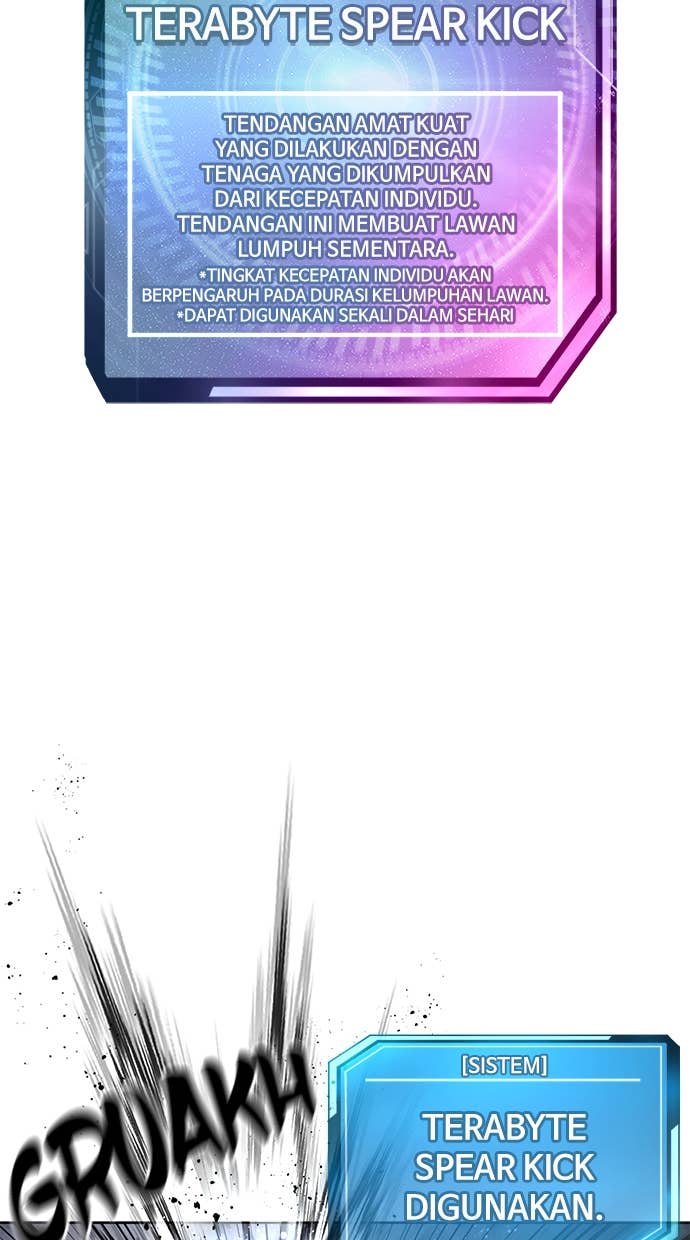 TERABYTE SPEAR KICK
TENDANGAN AMAT KUAT
YANG DILAKUKAN DENGAN
TENAGA YANG DIKUMPULKAN
DARI KECEPATAN INDIVIDU.
TENDANGAN INI MEMBUAT LAWAN
LUMPUH SEMENTARA.
*TINGKAT KECEPATAN INDIVIDU AKAN
BERPENGARUH PADA DURASI KELUMPUHAN LAWAN.
*DAPAT DIGUNAKAN SEKALI DALAM SEHARI
GRUAKH
[SISTEM]
TERABYTE
SPEAR KICK
DIGUNAKAN.